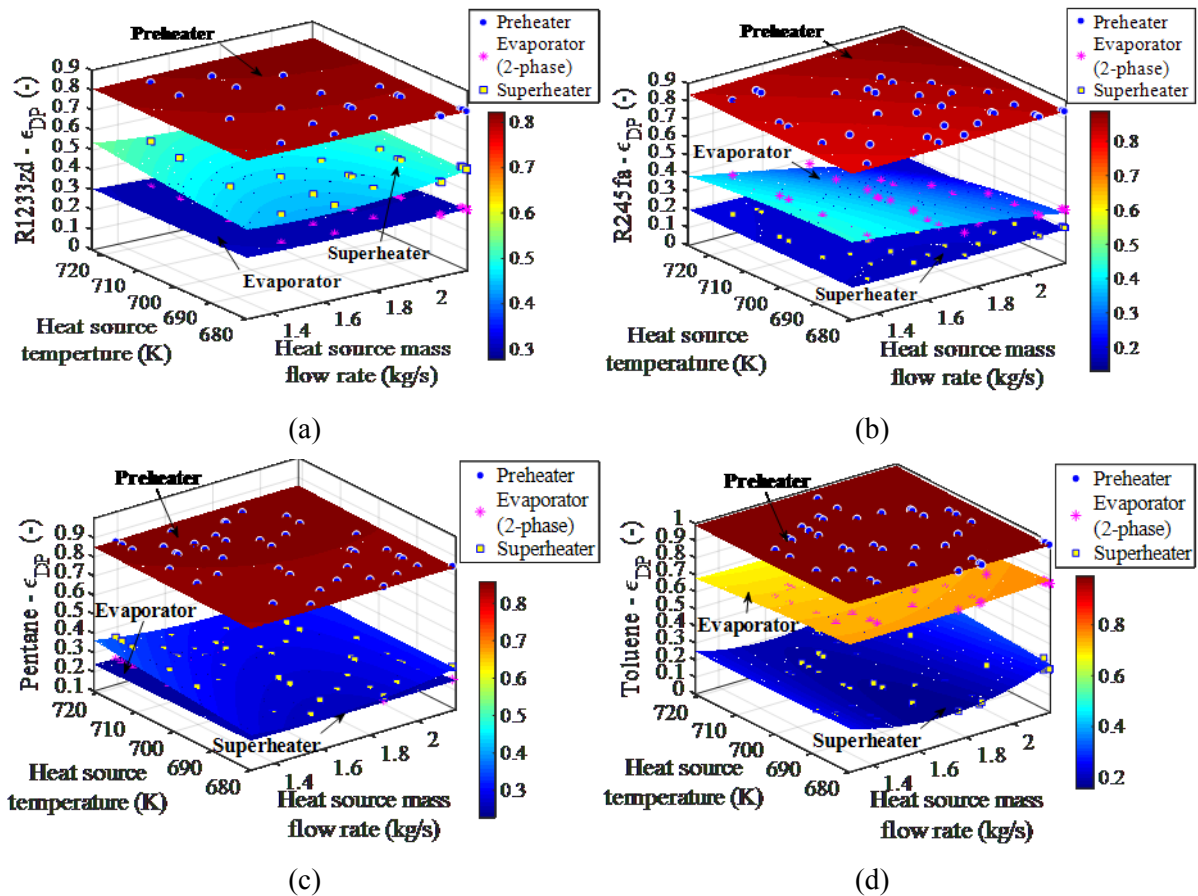 Preheater
Evaporator
(2-phase)
Superheater
Preheater
R1233zd - ϵDP (-)
0.9
0.8
0.7
0.6
0.5
0.4
0.3
0.2
0.1
0
Superheater
Evaporator
720
710
700
690
680
Heat source
temperture (K)
1.4
1.6
1.8
2
Heat source mass
flow rate (kg/s)
0.8
0.7
0.6
0.5
0.4
0.3
(a)
Preheater
Evaporator
(2-phase)
Superheater
Preheater
R245fa - ϵDP (-)
0.9
0.8
0.7
0.6
0.5
0.4
0.3
0.2
0.1
0
Evaporator
Superheater
720
710
700
690
680
Heat source
temperature (K)
1.4
1.6
1.8
2
Heat source mass
flow rate (kg/s)
0.8
0.7
0.6
0.5
0.4
0.3
0.2
(b)
Preheater
Evaporator
(2-phase)
Superheater
Preheater
Pentane - ϵDP (-)
0.9
0.8
0.7
0.6
0.5
0.4
0.3
0.2
0.1
Evaporator
Superheater
720
710
700
690
680
Heat source
temperature (K)
1.4
1.6
1.8
2
Heat source mass
flow rate (kg/s)
0.8
0.7
0.6
0.5
0.4
0.3
(c)
Preheater
Evaporator
(2-phase)
Superheater
Preheater
Toluene - ϵDP (-)
1
0.9
0.8
0.7
0.6
0.5
0.4
0.3
0.2
0.1
0
Evaporator
Superheater
720
710
700
690
680
Heat source
temperature (K)
1.4
1.6
1.8
2
Heat source mass
flow rate (kg/s)
0.8
0.6
0.4
0.2
(d)